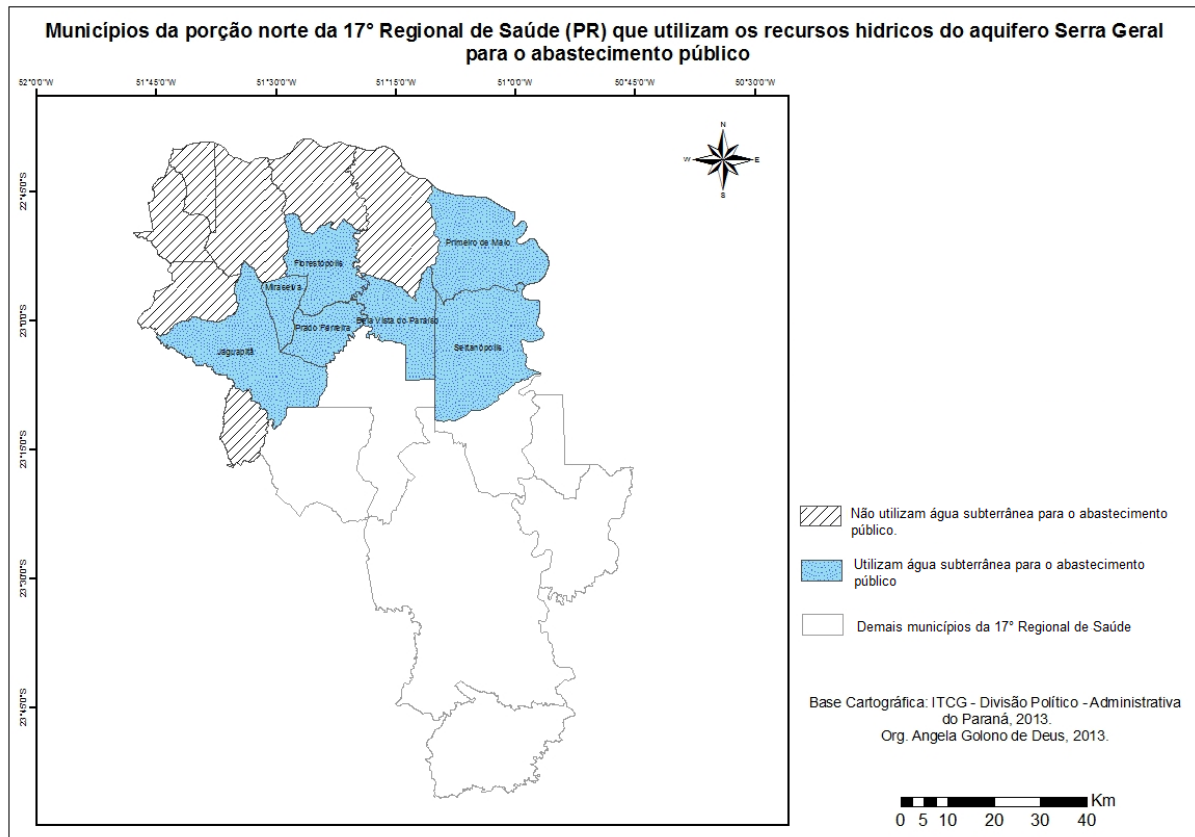 Municípios da porção norte da 17° Regional de Saúde (PR) que utilizam os recursos hidricos do aquifero Serra Geral
para o abastecimento público
52°0'0"W
51°45'0"W
51°30'0"W
51°15'0"W
51°0'0"W
50°45'0"W
50°30'0"W
N
W
E
S
22°45'0"S
23°0'0"S
23°15'0"S
23°30'0"S
23°45'0"S
Primeiro de Maio
Florestópolis
Miraselva
Prado Ferreira
Bela Vista do Paraíso
Jaguapitã
Sertanópolis
Não utilizam água subterrânea para o abastecimento
público.
Utilizam água subterrânea para o abastecimento
público
Demais municípios da 17° Regional de Saúde
Base Cartográfica: ITCG - Divisão Político - Administrativa
do Paraná, 2013.
Org. Angela Golono de Deus, 2013.
Km
0 5 10 20 30 40